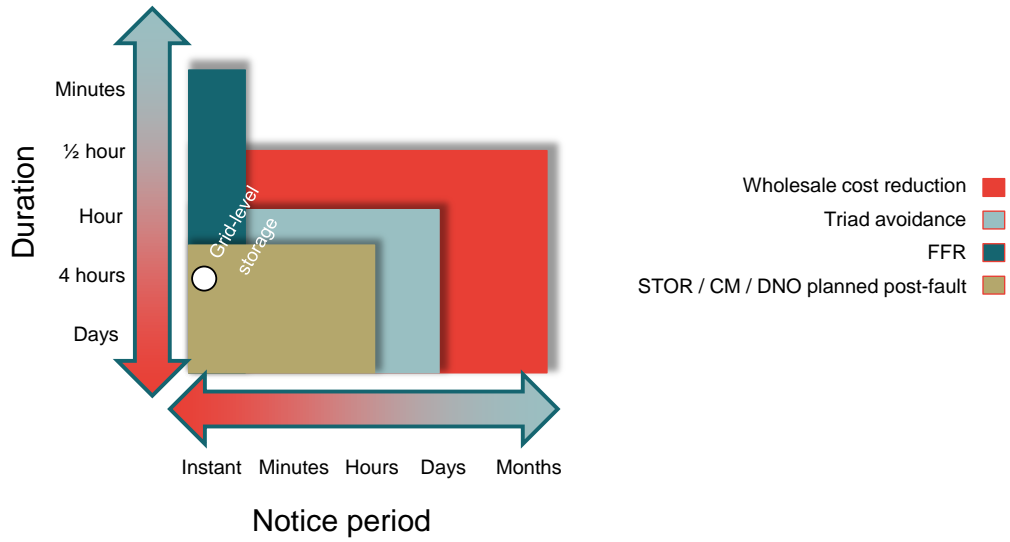 Duration
Minutes
½ hour
Hour
4 hours
Days
Grid-level
storage
Instant
Minutes
Hours
Days
Months
Notice period
Wholesale cost reduction
Triad avoidance
FFR
STOR / CM / DNO planned post-fault